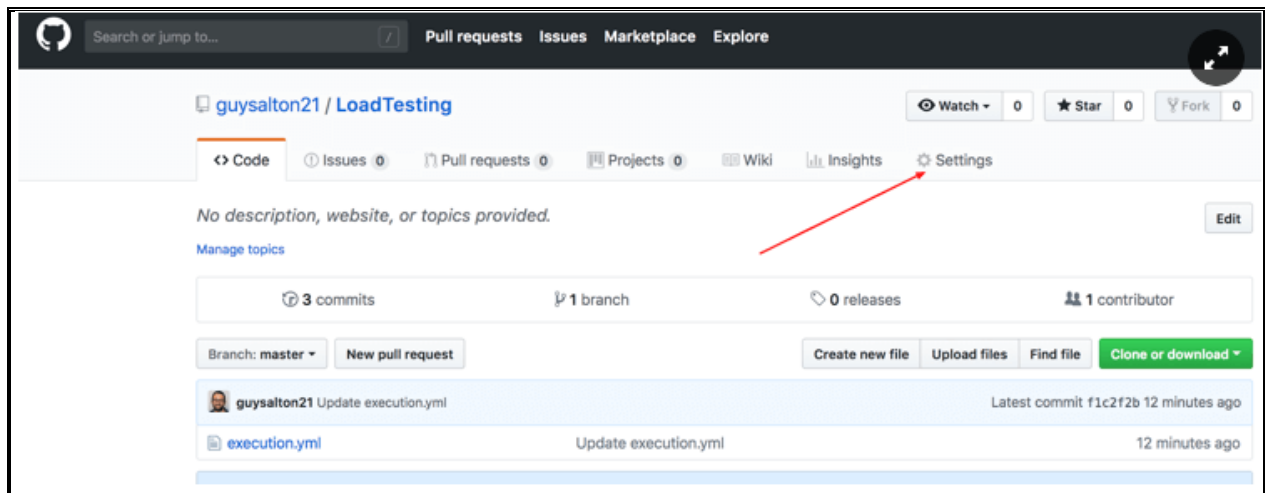 Search or jump to... / Pull requests Issues Marketplace Explore
guysalton21 / LoadTesting Watch 0 Star 0 Fork 0
<> Code Issues 0 Pull requests 0 Projects 0 Wiki Insights Settings
No description, website, or topics provided. Edit
Manage topics
3 commits 1 branch 0 releases 1 contributor
Branch: master New pull request Create new file Upload files Find file Clone or download
guysalton21 Update execution.yml Latest commit f1c2f2b 12 minutes ago
execution.yml Update execution.yml 12 minutes ago